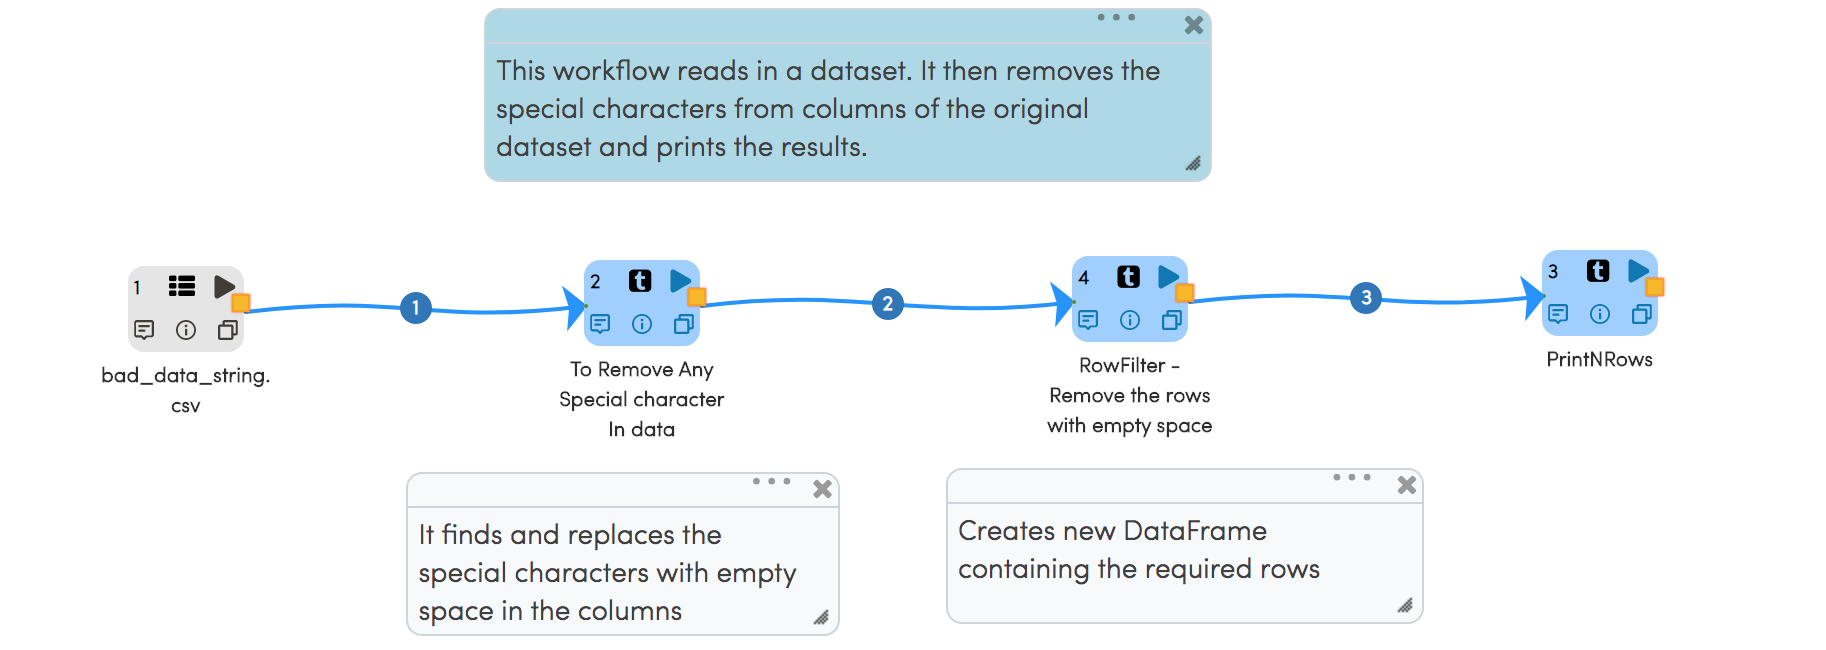 This workflow reads in a dataset. It then removes the
special characters from columns of the original
dataset and prints the results.
1
bad_data_string.
csv
1
2
t
To Remove Any
Special character
In data
2
4
t
RowFilter -
Remove the rows
with empty space
3
3
t
PrintNRows
It finds and replaces the
special characters with empty
space in the columns
Creates new DataFrame
containing the required rows